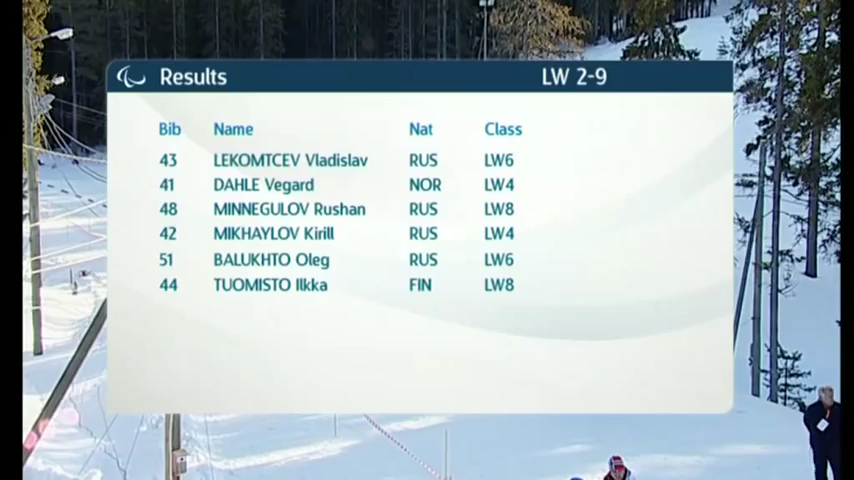 Results LW 2-9
Bib Name Nat Class
43 LEKOMTCEV Vladislav RUS LW6
41 DAHLE Vegard NOR LW4
48 MINNEGULOV Rushan RUS LW8
42 MIKHAYLOV Kirill RUS LW4
51 BALUKHTO Oleg RUS LW6
44 TUOMISTO Ilkka FIN LW8